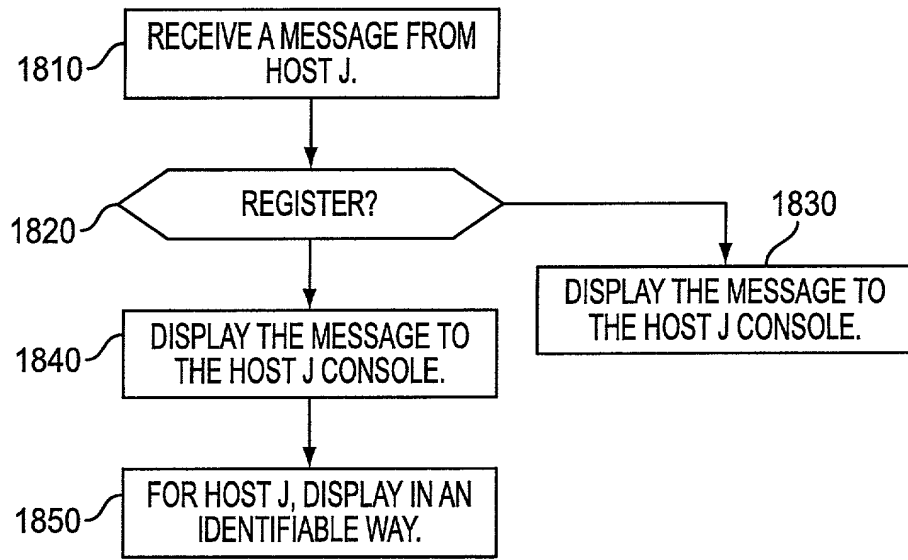 RECEIVE A MESSAGE FROM
HOST J.
1810
REGISTER?
1820
1830
DISPLAY THE MESSAGE TO
THE HOST J CONSOLE.
DISPLAY THE MESSAGE TO
THE HOST J CONSOLE.
1840
FOR HOST J, DISPLAY IN AN
IDENTIFIABLE WAY.
1850